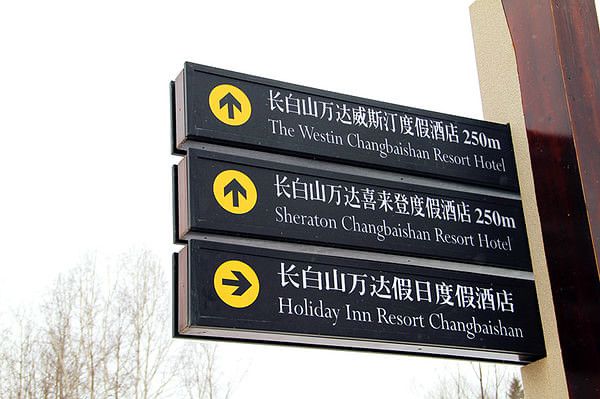 长白山万达威斯汀度假酒店 250m
The Westin Changbaishan Resort Hotel
长白山万达喜来登度假酒店 250m
Sheraton Changbaishan Resort Hotel
长白山万达假日度假酒店
Holiday Inn Resort Changbaishan